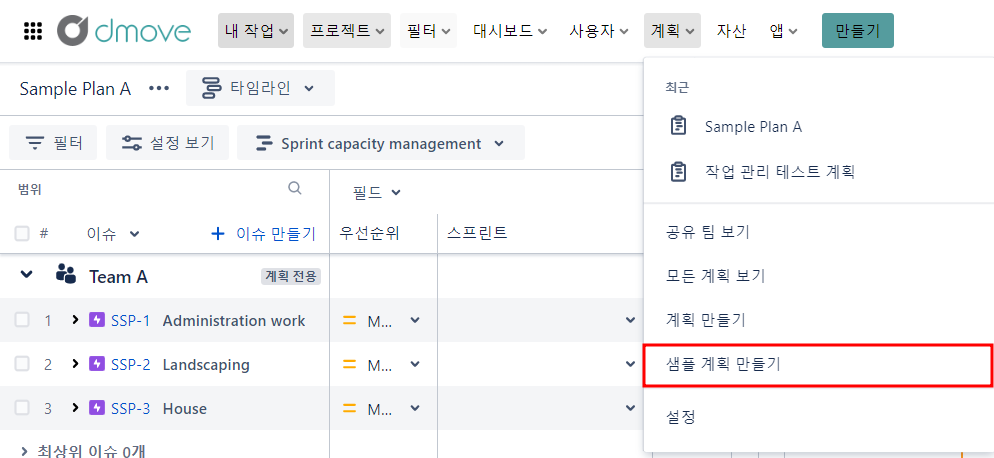 dmove 내 작업 프로젝트 필터 대시보드 사용자 계획 자산 앱 만들기
Sample Plan A ••• 타임라인
필터 설정 보기 Sprint capacity management
범위 필드
# 이슈 + 이슈 만들기 우선순위 스프린트
Team A 계획 전용
1 SSP-1 Administration work M...
2 SSP-2 Landscaping M...
3 SSP-3 House M...
최상위 이슈 0개
최근
Sample Plan A
작업 관리 테스트 계획
공유 팀 보기
모든 계획 보기
계획 만들기
샘플 계획 만들기
설정